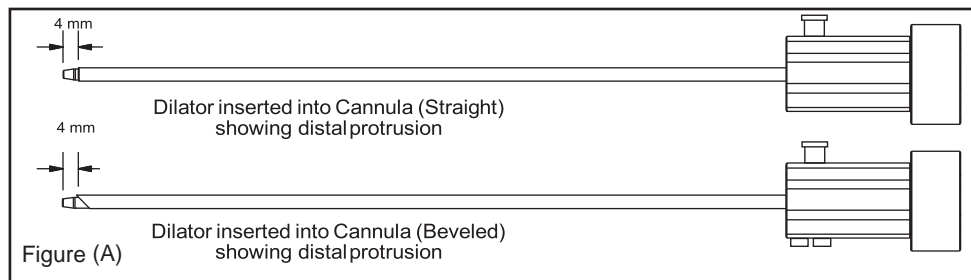 4 mm
Dilator inserted into Cannula (Straight)
showing distal protrusion
4 mm
Dilator inserted into Cannula (Beveled)
showing distal protrusion
Figure (A)